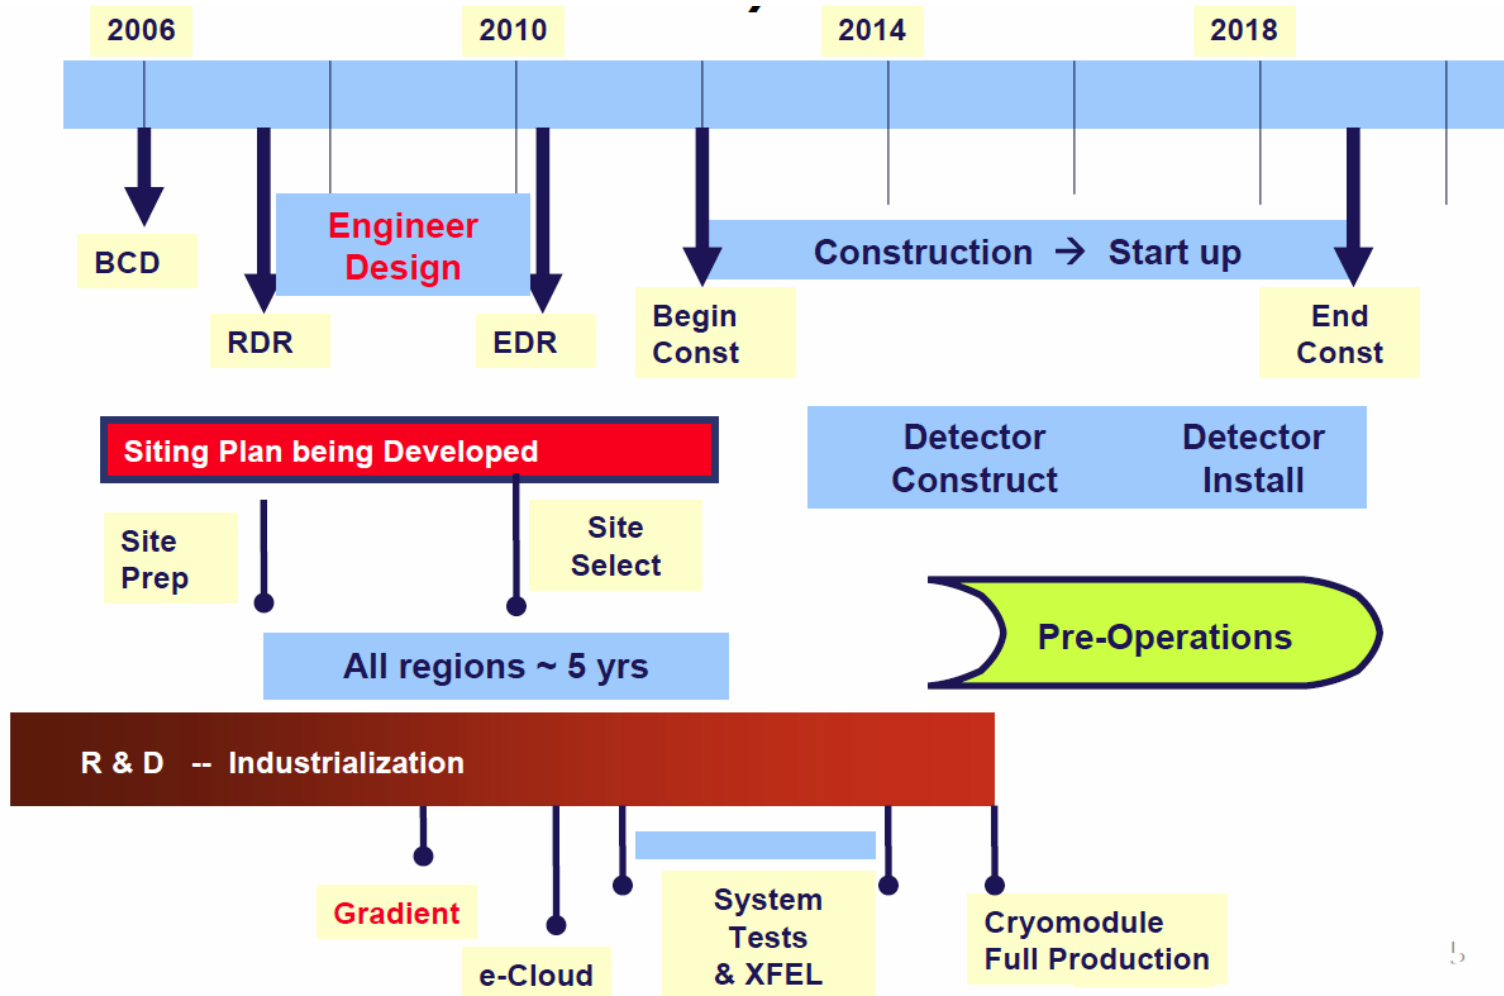 2006
2010
2014
2018
BCD
RDR
Engineer
Design
EDR
Begin
Const
Construction → Start up
End
Const
Siting Plan being Developed
Detector
Construct
Detector
Install
Site
Prep
Site
Select
All regions ~ 5 yrs
Pre-Operations
R & D -- Industrialization
Gradient
e-Cloud
System
Tests
& XFEL
Cryomodule
Full Production
5